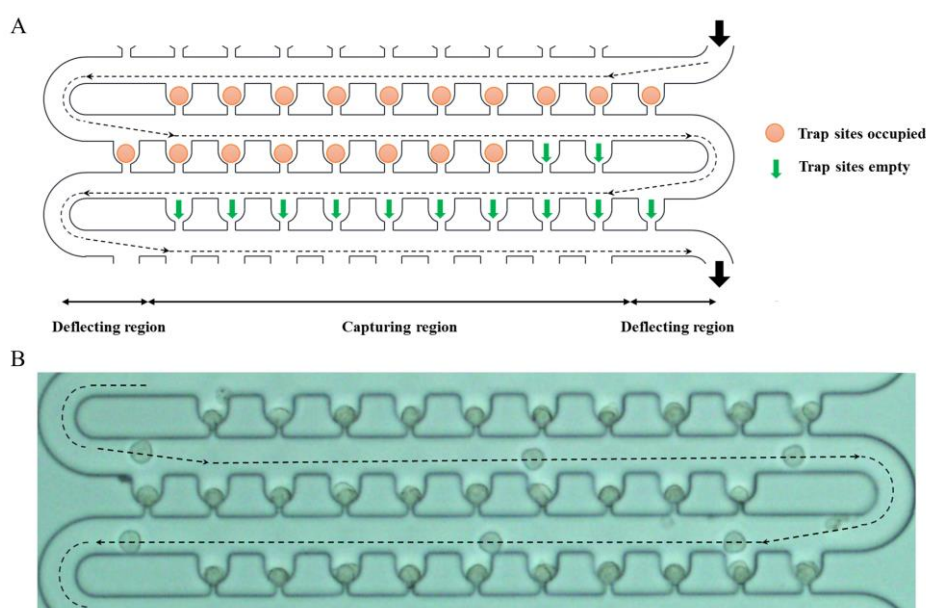 A
Trap sites occupied
Trap sites empty
Deflecting region
Capturing region
Deflecting region
B